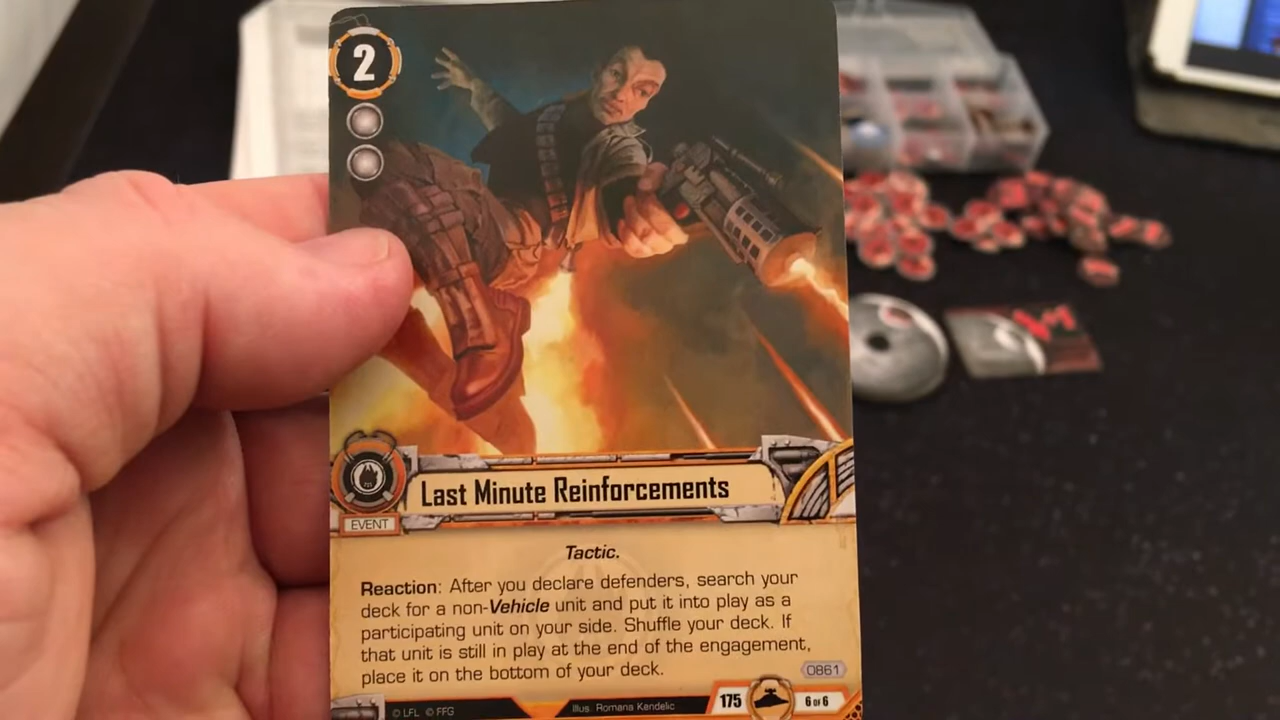 2
Last Minute Reinforcements
EVENT
Tactic.
Reaction: After you declare defenders, search your
deck for a non-Vehicle unit and put it into play as a
participating unit on your side. Shuffle your deck. If
that unit is still in play at the end of the engagement,
place it on the bottom of your deck.
0861
© LFL © FFG
Illus. Romana Kendelic
175
6 OF 6